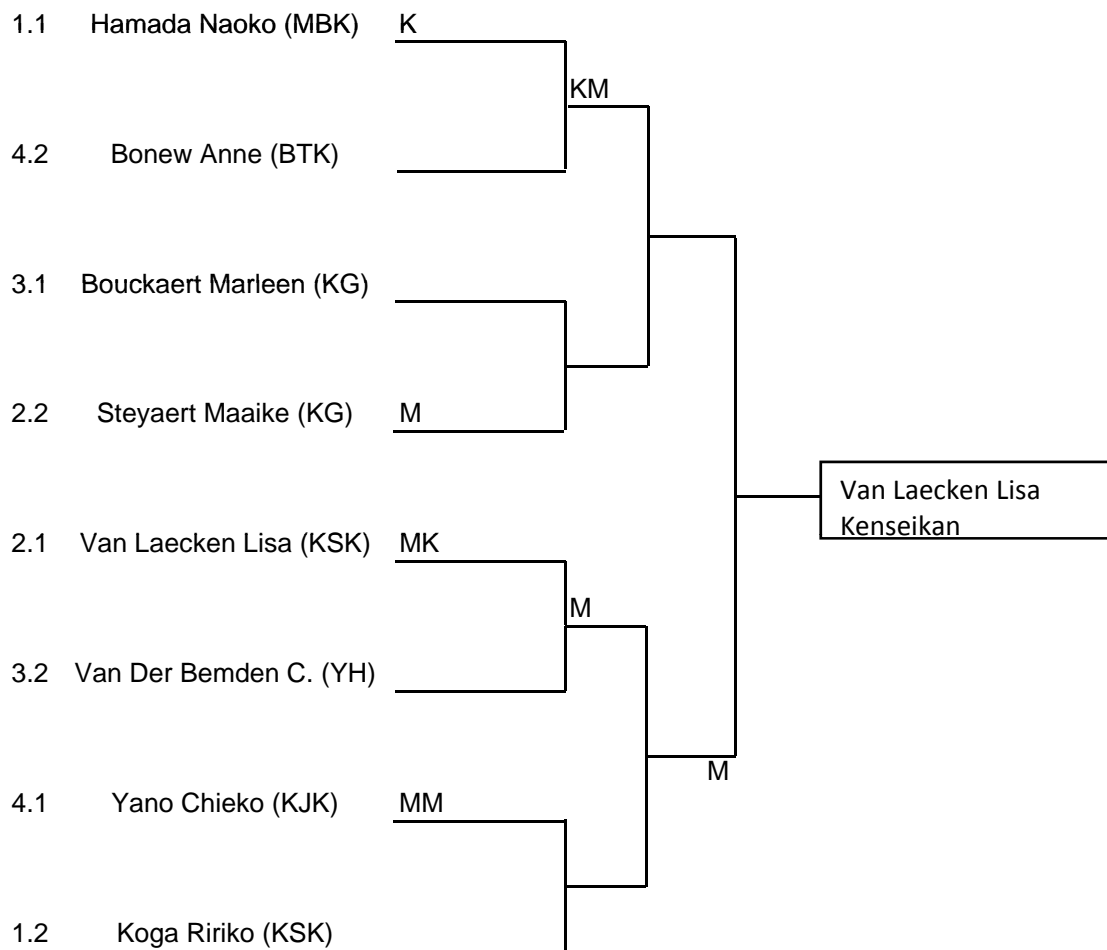 1.1 Hamada Naoko (MBK) K
KM
4.2 Bonew Anne (BTK)
3.1 Bouckaert Marleen (KG)
2.2 Steyaert Maaike (KG) M
Van Laecken Lisa
Kenseikan
2.1 Van Laecken Lisa (KSK) MK
M
3.2 Van Der Bemden C. (YH)
M
4.1 Yano Chieko (KJK) MM
1.2 Koga Ririko (KSK)